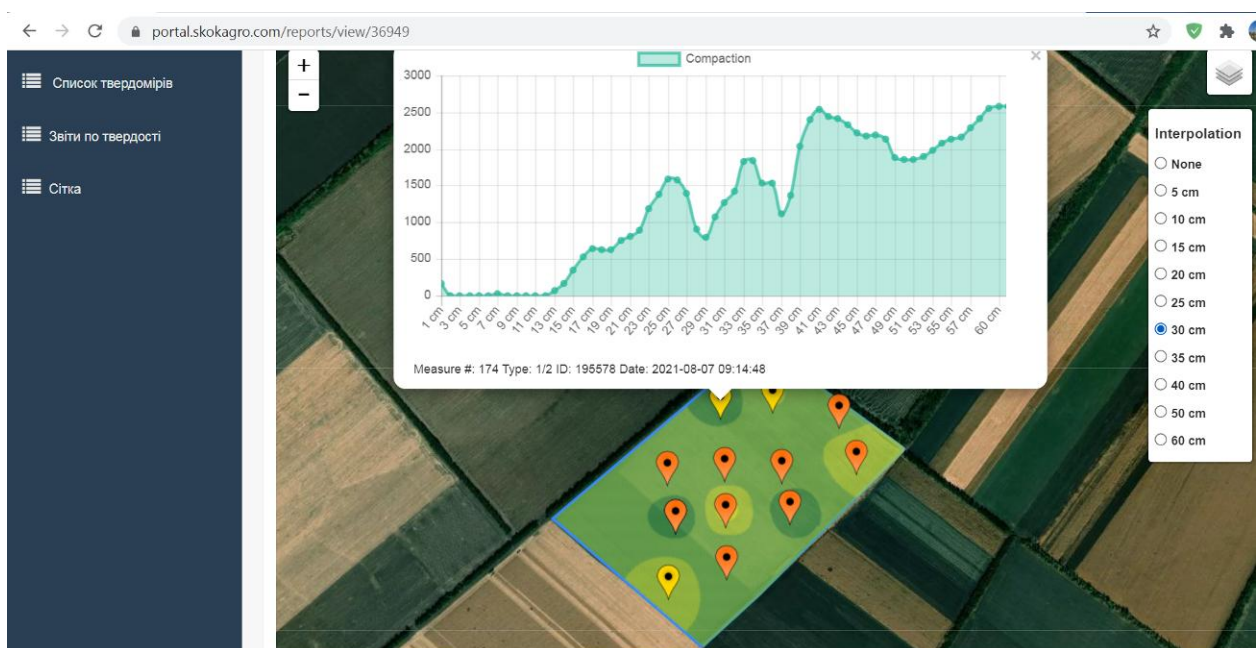 portal.skokagro.com/reports/view/36949
Список твердомірів
Звіти по твердості
Сітка
+
−
Compaction
×
3000
2500
2000
1500
1000
500
0
1 cm
3 cm
5 cm
7 cm
9 cm
11 cm
13 cm
15 cm
17 cm
19 cm
21 cm
23 cm
25 cm
27 cm
29 cm
31 cm
33 cm
35 cm
37 cm
39 cm
41 cm
43 cm
45 cm
47 cm
49 cm
51 cm
53 cm
55 cm
57 cm
60 cm
Measure #: 174 Type: 1/2 ID: 195578 Date: 2021-08-07 09:14:48
Interpolation
None
5 cm
10 cm
15 cm
20 cm
25 cm
30 cm
35 cm
40 cm
50 cm
60 cm